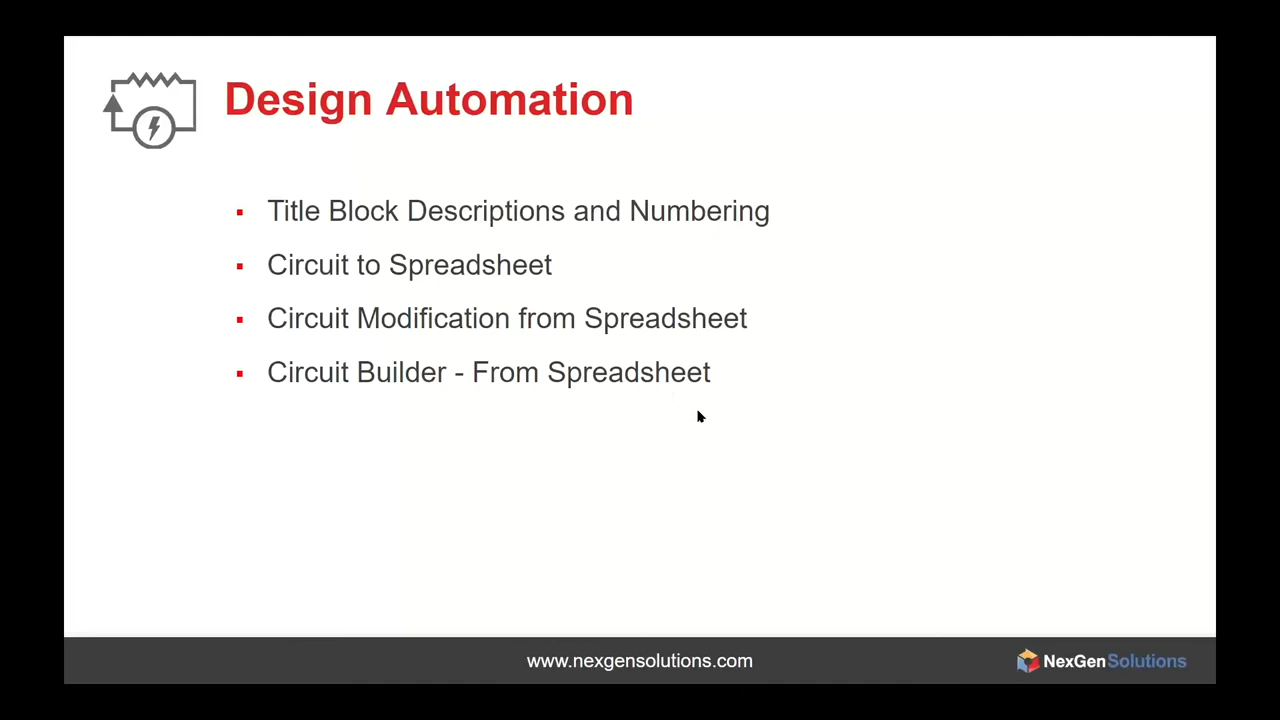 Design Automation
Title Block Descriptions and Numbering
Circuit to Spreadsheet
Circuit Modification from Spreadsheet
Circuit Builder - From Spreadsheet
www.nexgensolutions.com
NexGenSolutions